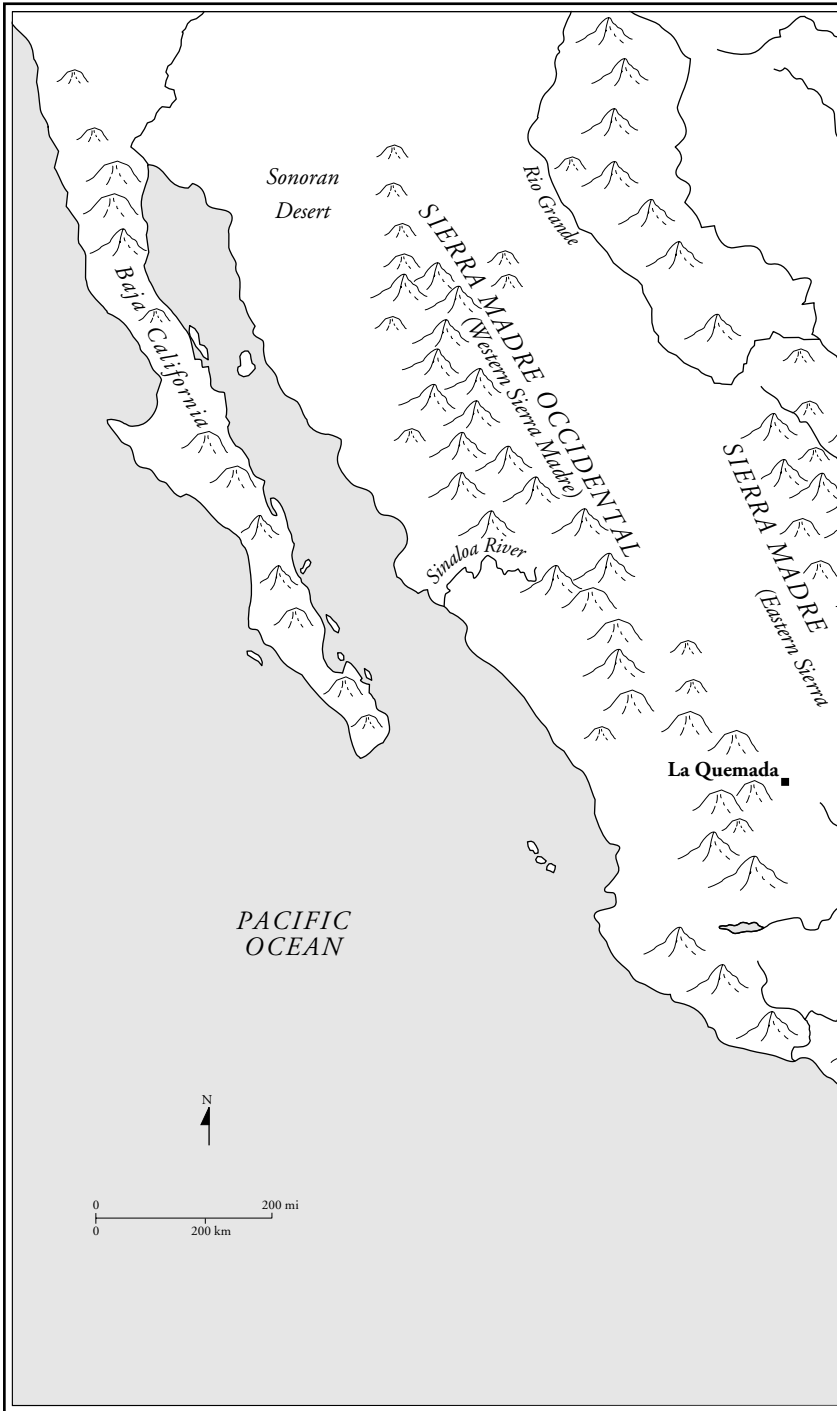 Sonoran
Desert
Rio Grande
SIERRA MADRE OCCIDENTAL
(Western Sierra Madre)
Baja California
SIERRA MADRE
(Eastern Sierra
Sinaloa River
La Quemada
PACIFIC
OCEAN
N
0 200 mi
0 200 km